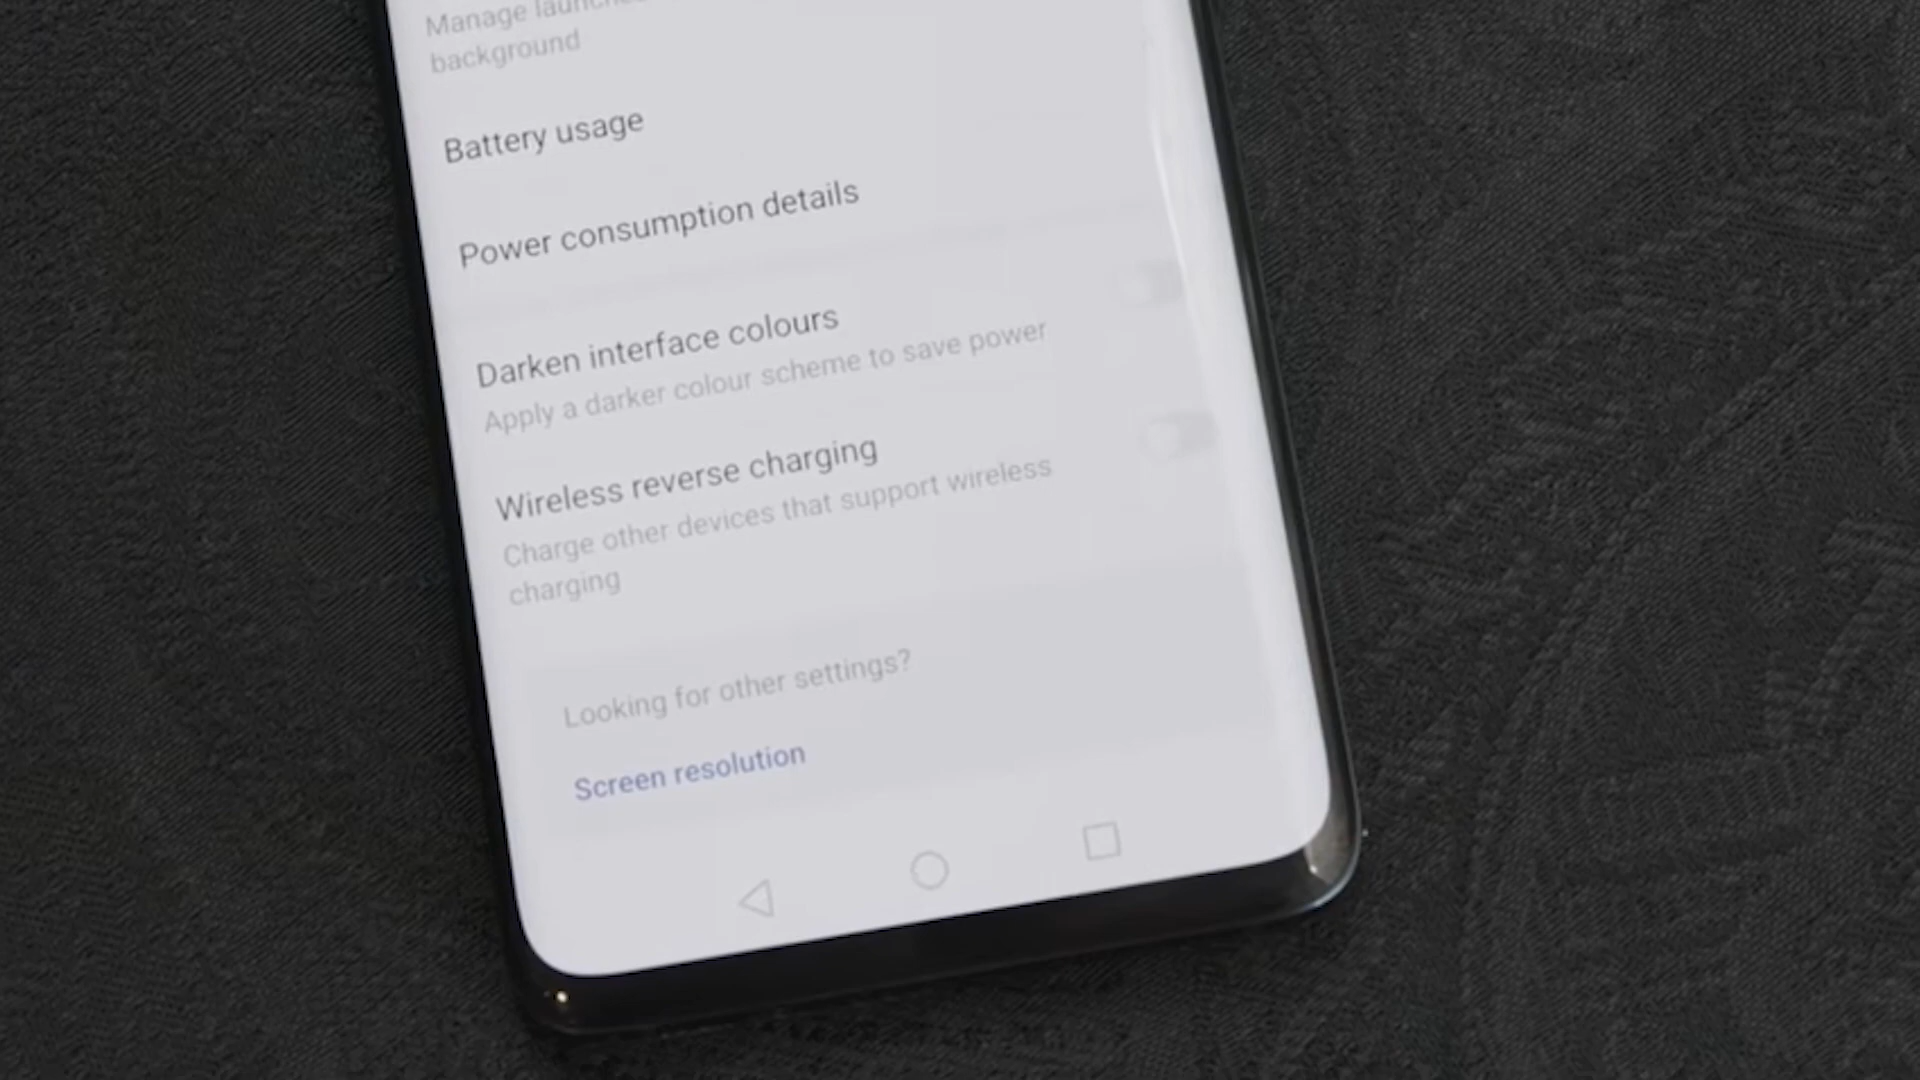 Manage launches
background
Battery usage
Power consumption details
Darken interface colours
Apply a darker colour scheme to save power
Wireless reverse charging
Charge other devices that support wireless
charging
Looking for other settings?
Screen resolution